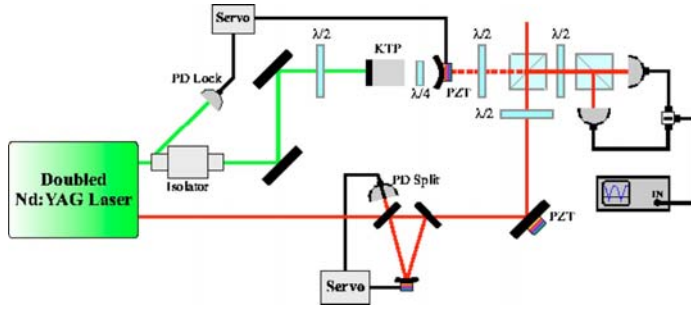 Servo
λ/2
KTP
λ/2
λ/2
PD Lock
λ/4
PZT
λ/2
Isolator
Doubled
Nd:YAG Laser
PD Split
PZT
IN
Servo